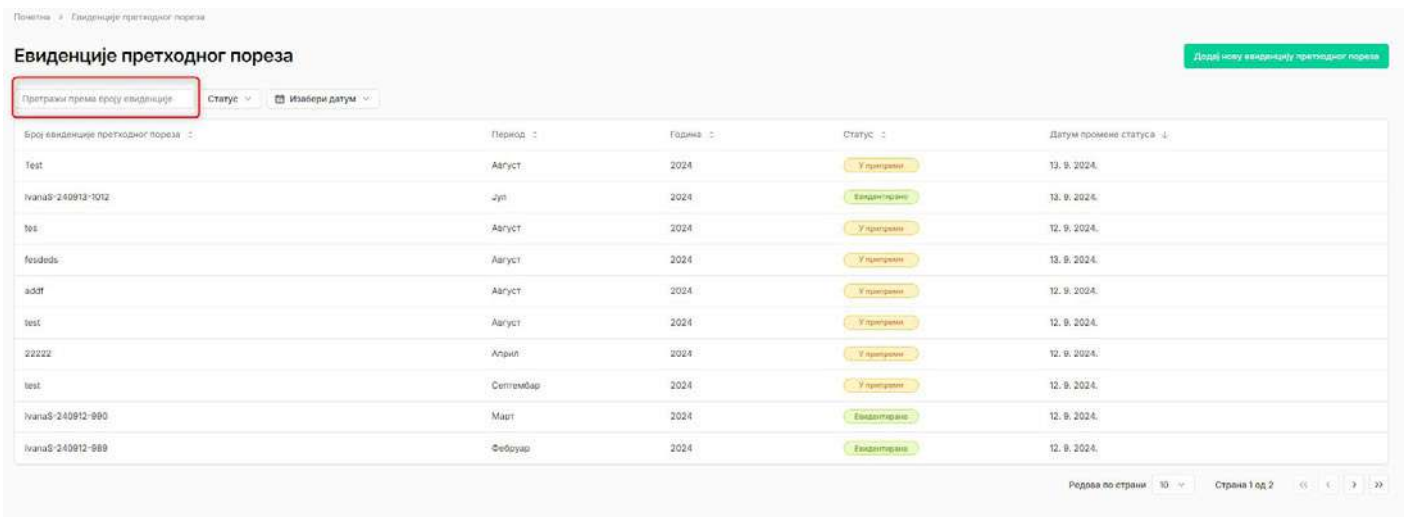 Почетна > Евиденције претходног пореза
Евиденције претходног пореза
Додај нову евиденцију претходног пореза
Претражи према броју евиденције Статус Изабери датум
Број евиденције претходног пореза Период Година Статус Датум промене статуса
Test Август 2024 У припреми 13. 9. 2024.
IvanaS-240913-1012 Јул 2024 Евидентирано 13. 9. 2024.
tes Август 2024 У припреми 12. 9. 2024.
fesdeds Август 2024 У припреми 13. 9. 2024.
addf Август 2024 У припреми 12. 9. 2024.
test Август 2024 У припреми 12. 9. 2024.
22222 Април 2024 У припреми 12. 9. 2024.
test Септембар 2024 У припреми 12. 9. 2024.
IvanaS-240912-990 Март 2024 Евидентирано 12. 9. 2024.
IvanaS-240912-989 Фебруар 2024 Евидентирано 12. 9. 2024.
Редова по страни 10 Страна 1 од 2